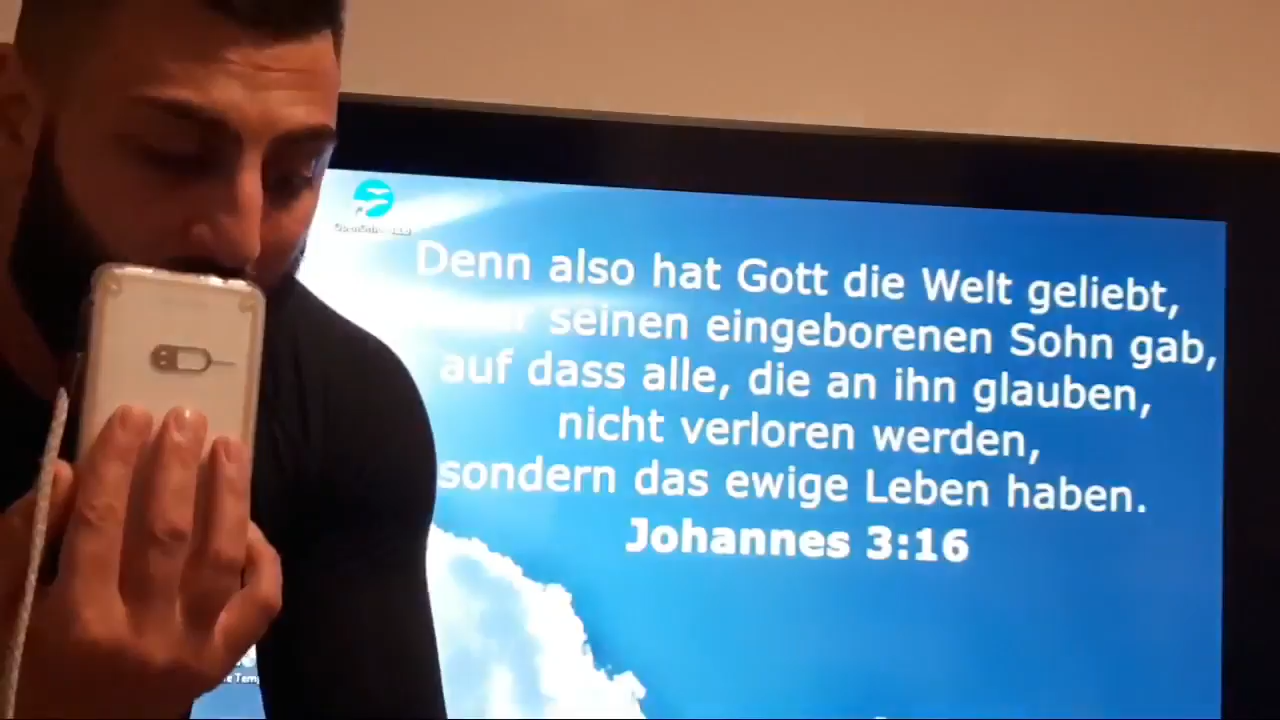 Denn also hat Gott die Welt geliebt,
seinen eingeborenen Sohn gab,
auf dass alle, die an ihn glauben,
nicht verloren werden,
sondern das ewige Leben haben.
Johannes 3:16